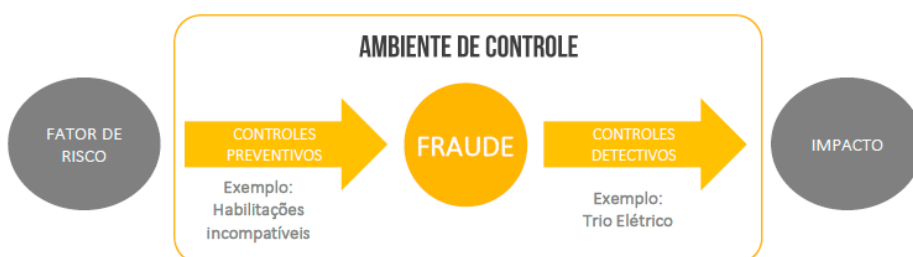 AMBIENTE DE CONTROLE
FATOR DE
RISCO
CONTROLES
PREVENTIVOS
Exemplo:
Habilitações
incompatíveis
FRAUDE
CONTROLES
DETECTIVOS
Exemplo:
Trio Elétrico
IMPACTO